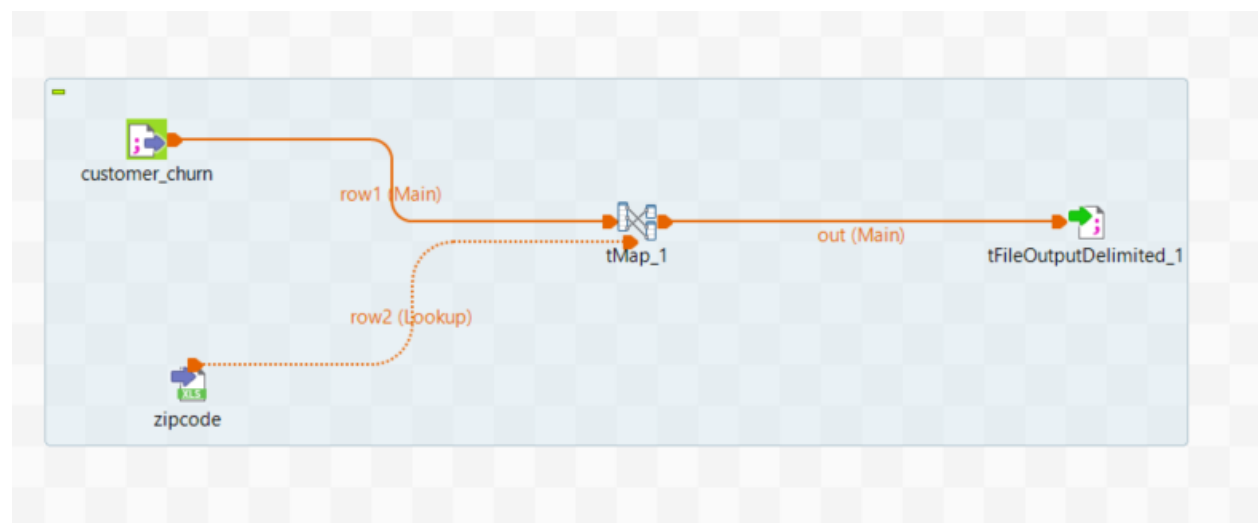 customer_churn
row1 (Main)
out (Main)
tMap_1
tFileOutputDelimited_1
row2 (Lookup)
XLS
zipcode